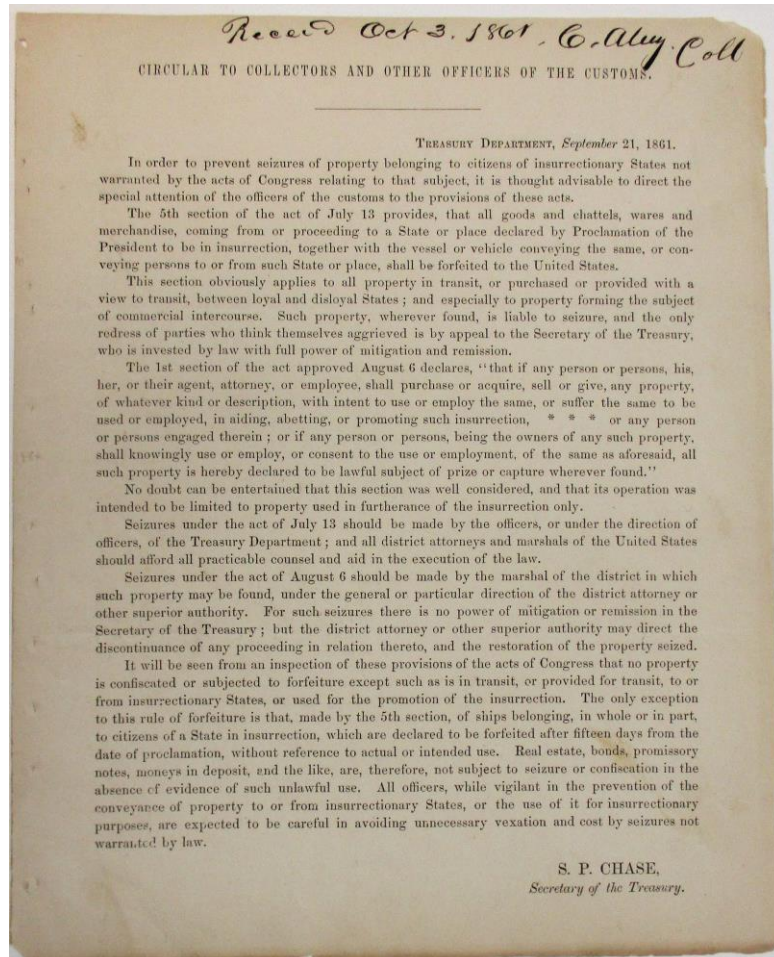 Receed Oct 3. 1861. C. Coll
CIRCULAR TO COLLECTORS AND OTHER OFFICERS OF THE CUSTOMS.
TREASURY DEPARTMENT, September 21, 1861.
In order to prevent seizures of property belonging to citizens of insurrectionary States not
warranted by the acts of Congress relating to that subject, it is thought advisable to direct the
special attention of the officers of the customs to the provisions of these acts.
The 5th section of the act of July 13 provides, that all goods and chattels, wares and
merchandise, coming from or proceeding to a State or place declared by Proclamation of the
President to be in insurrection, together with the vessel or vehicle conveying the same, or con-
veying persons to or from such State or place, shall be forfeited to the United States.
This section obviously applies to all property in transit, or purchased or provided with a
view to transit, between loyal and disloyal States; and especially to property forming the subject
of commercial intercourse. Such property, wherever found, is liable to seizure, and the only
redress of parties who think themselves aggrieved is by appeal to the Secretary of the Treasury,
who is invested by law with full power of mitigation and remission.
The 1st section of the act approved August 6 declares, "that if any person or persons, his,
her, or their agent, attorney, or employee, shall purchase or acquire, sell or give, any property,
of whatever kind or description, with intent to use or employ the same, or suffer the same to be
used or employed, in aiding, abetting, or promoting such insurrection, * * * or any person
or persons engaged therein; or if any person or persons, being the owners of any such property,
shall knowingly use or employ, or consent to the use or employment, of the same as aforesaid, all
such property is hereby declared to be lawful subject of prize or capture wherever found."
No doubt can be entertained that this section was well considered, and that its operation was
intended to be limited to property used in furtherance of the insurrection only.
Seizures under the act of July 13 should be made by the officers, or under the direction of
officers, of the Treasury Department; and all district attorneys and marshals of the United States
should afford all practicable counsel and aid in the execution of the law.
Seizures under the act of August 6 should be made by the marshal of the district in which
such property may be found, under the general or particular direction of the district attorney or
other superior authority. For such seizures there is no power of mitigation or remission in the
Secretary of the Treasury; but the district attorney or other superior authority may direct the
discontinuance of any proceeding in relation thereto, and the restoration of the property seized.
It will be seen from an inspection of these provisions of the acts of Congress that no property
is confiscated or subjected to forfeiture except such as is in transit, or provided for transit, to or
from insurrectionary States, or used for the promotion of the insurrection. The only exception
to this rule of forfeiture is that, made by the 5th section, of ships belonging, in whole or in part,
to citizens of a State in insurrection, which are declared to be forfeited after fifteen days from the
date of proclamation, without reference to actual or intended use. Real estate, bonds, promissory
notes, moneys in deposit, and the like, are, therefore, not subject to seizure or confiscation in the
absence of evidence of such unlawful use. All officers, while vigilant in the prevention of the
conveyance of property to or from insurrectionary States, or the use of it for insurrectionary
purposes, are expected to be careful in avoiding unnecessary vexation and cost by seizures not
warranted by law.
S. P. CHASE,
Secretary of the Treasury.